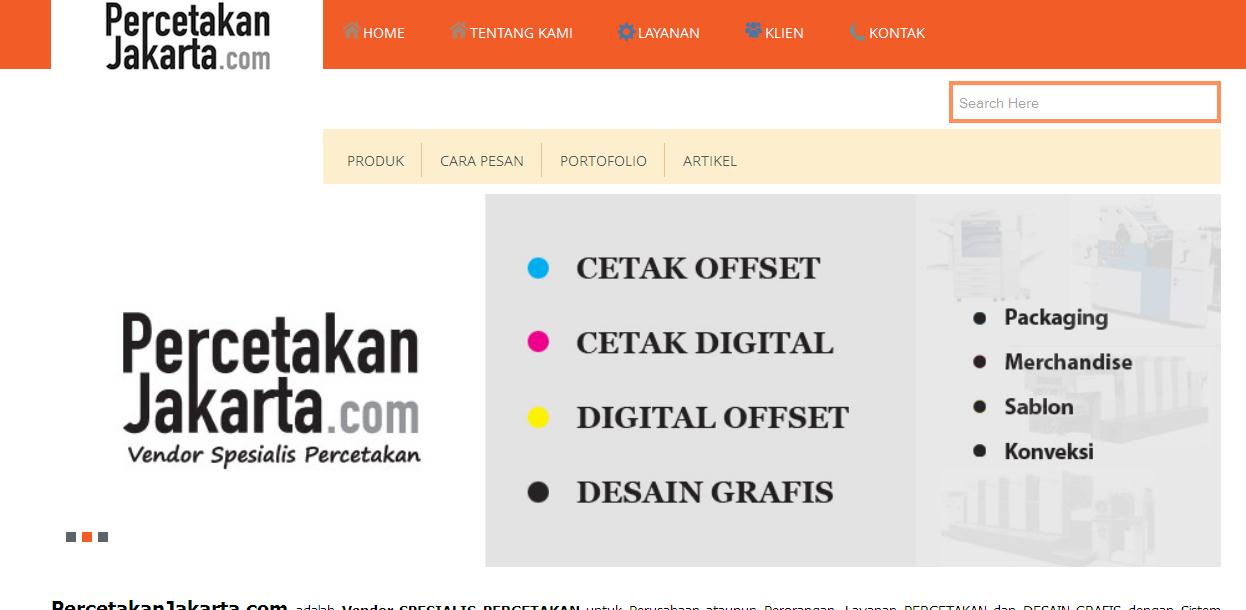 Percetakan
Jakarta.com
HOME TENTANG KAMI LAYANAN KLIEN KONTAK
Search Here
PRODUK CARA PESAN PORTOFOLIO ARTIKEL
Percetakan
Jakarta.com
Vendor Spesialis Percetakan
CETAK OFFSET
CETAK DIGITAL
DIGITAL OFFSET
DESAIN GRAFIS
Packaging
Merchandise
Sablon
Konveksi
PercetakanJakarta.com adalah Vendor SPESIALIS PERCETAKAN untuk Perusahaan ataupun Perorangan. Layanan PERCETAKAN dan DESAIN GRAFIS dengan Sistem